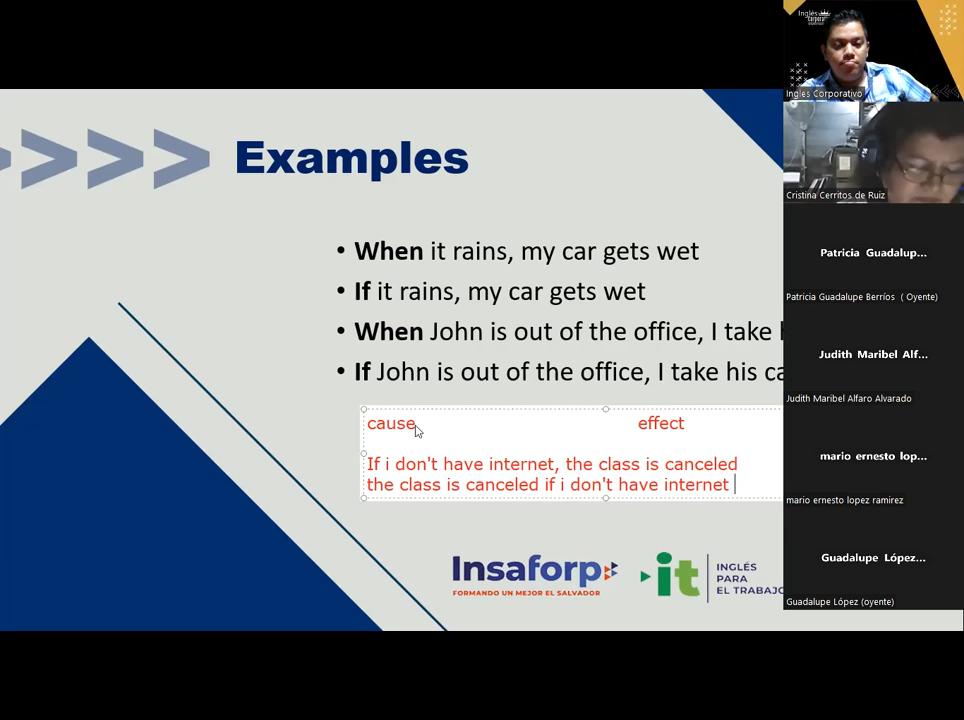 Inglés
corporativo
Ingles Corporativo
Cristina Cerritos de Ruiz
Patricia Guadalup...
Patricia Guadalupe Berríos ( Oyente)
Judith Maribel Alf...
Judith Maribel Alfaro Alvarado
mario ernesto lop...
mario ernesto lopez ramirez
Guadalupe López...
Guadalupe López (oyente)
Examples
• When it rains, my car gets wet
• If it rains, my car gets wet
• When John is out of the office, I take
• If John is out of the office, I take his ca
cause effect
If i don't have internet, the class is canceled
the class is canceled if i don't have internet
Insaforp
FORMANDO UN MEJOR EL SALVADOR
it
INGLÉS
PARA
EL TRABAJO